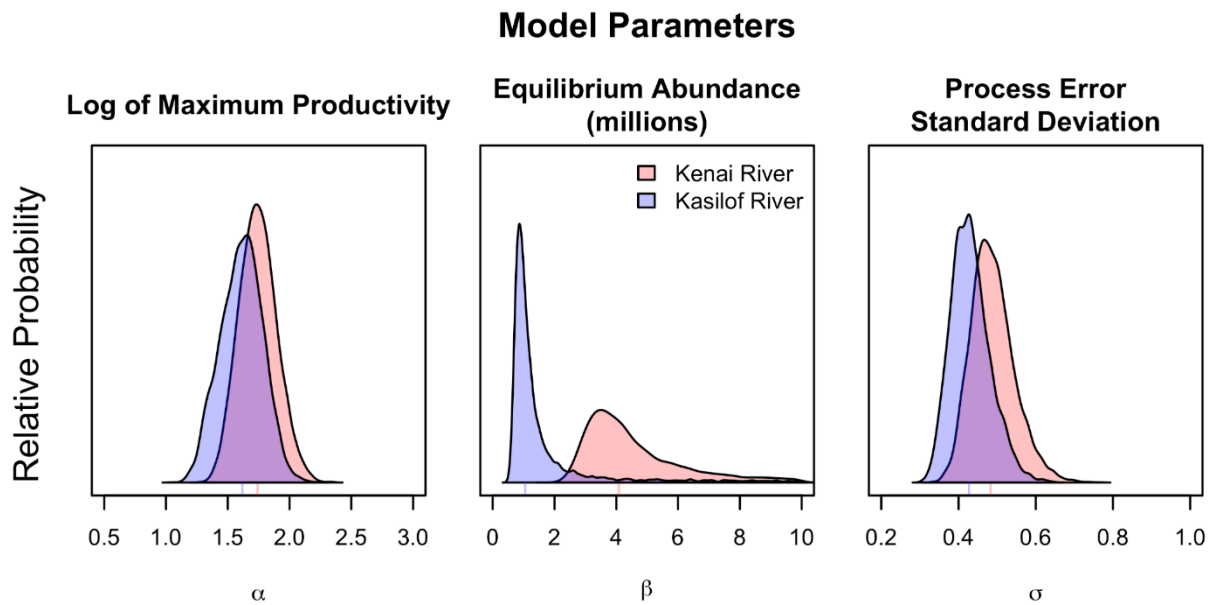 Model Parameters
Log of Maximum Productivity
Equilibrium Abundance
(millions)
Process Error
Standard Deviation
Relative Probability
Kenai River
Kasilof River
0.5 1.0 1.5 2.0 2.5 3.0
0 2 4 6 8 10
0.2 0.4 0.6 0.8 1.0
α
β
σ